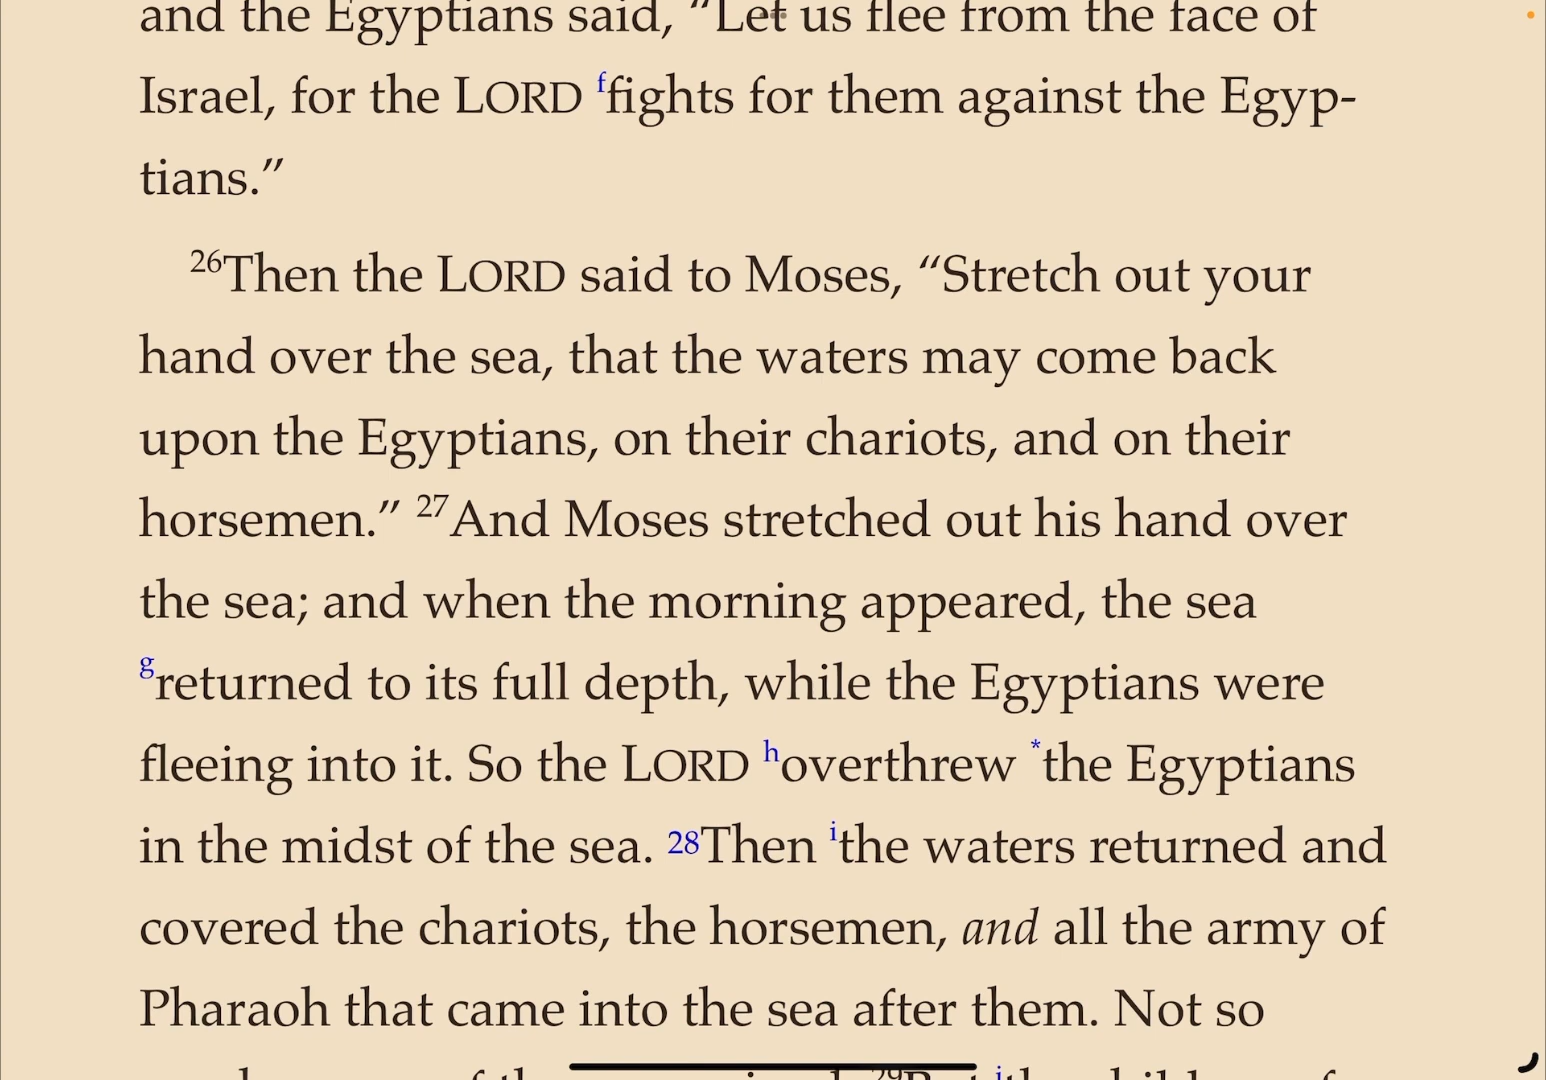 and the Egyptians said, “Let us flee from the face of
Israel, for the LORD ffights for them against the Egyp-
tians.”
26Then the LORD said to Moses, “Stretch out your
hand over the sea, that the waters may come back
upon the Egyptians, on their chariots, and on their
horsemen.” 27And Moses stretched out his hand over
the sea; and when the morning appeared, the sea
greturned to its full depth, while the Egyptians were
fleeing into it. So the LORD hoverthrew *the Egyptians
in the midst of the sea. 28Then ithe waters returned and
covered the chariots, the horsemen, and all the army of
Pharaoh that came into the sea after them. Not so